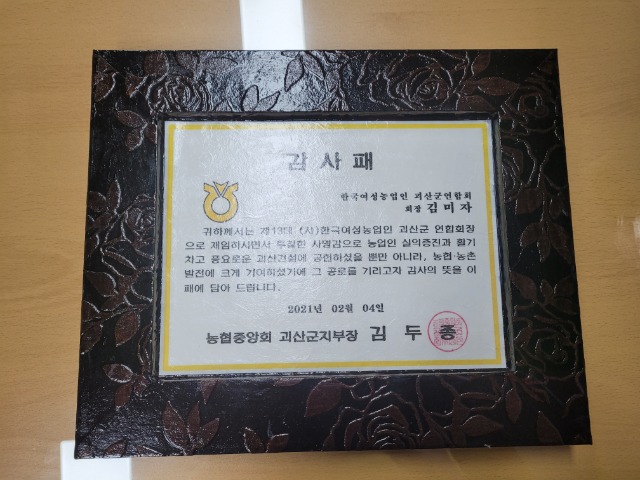 감사패
한국여성농업인 괴산군연합회
회장 김미자
귀하께서는 제13대 (사)한국여성농업인 괴산군 연합회장
으로 재임하시면서 투철한 사명감으로 농업인 실익증진과 활기
차고 풍요로운 괴산건설에 공헌하셨을 뿐만 아니라, 농협·농촌
발전에 크게 기여하셨기에 그 공로를 기리고자 감사의 뜻을 이
패에 담아 드립니다.
2021년 02월 04일
농협중앙회 괴산군지부장 김두종